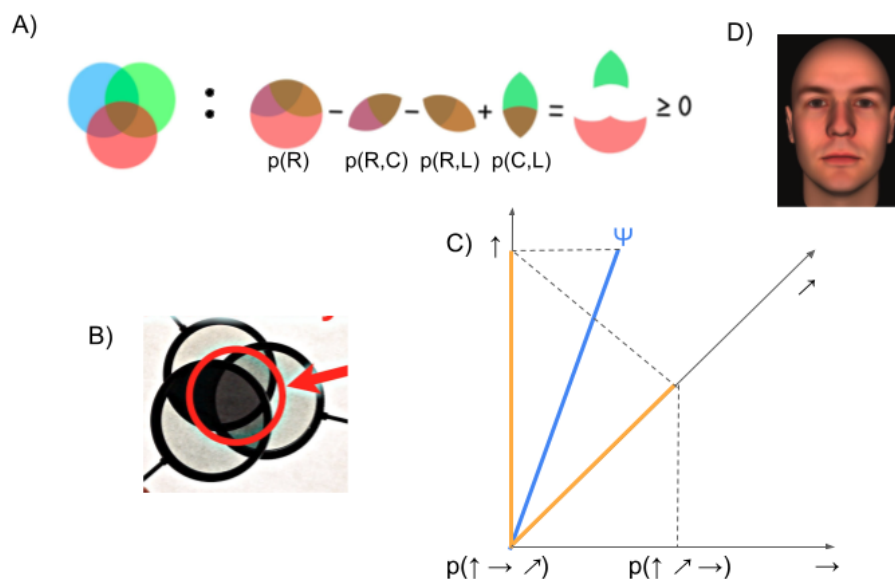 A)
D)
: - - + = ≥ 0
p(R) p(R,C) p(R,L) p(C,L)
C) ↑ Ψ
↗
B)
p(↑ → ↗) p(↑ ↗ →) →